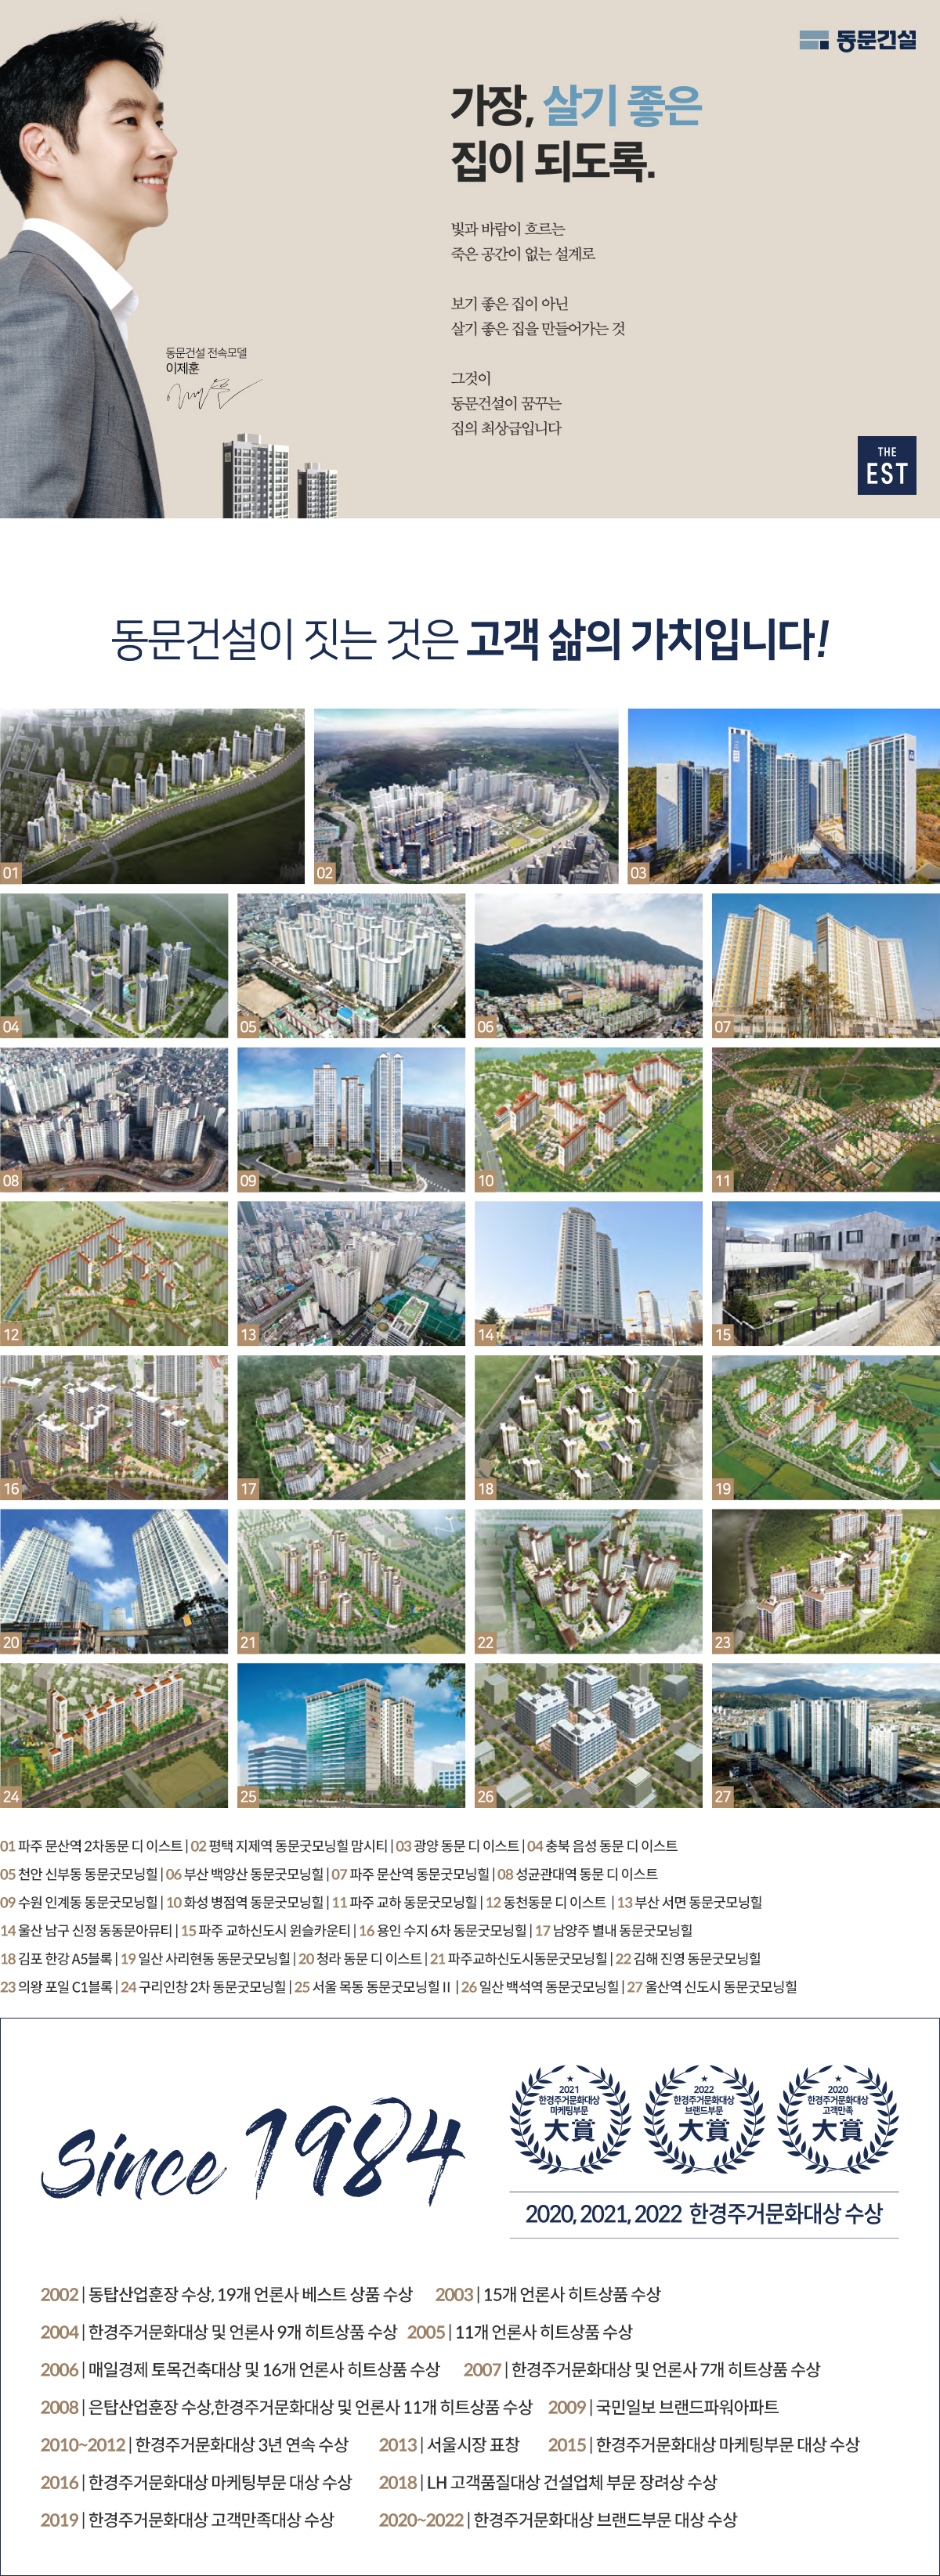 동문건설
가장, 살기 좋은
집이 되도록.
빛과 바람이 흐르는
죽은 공간이 없는 설계로
보기 좋은 집이 아닌
살기 좋은 집을 만들어가는 것
그것이
동문건설이 꿈꾸는
집의 최상급입니다
동문건설 전속모델
이제훈
THE
EST
동문건설이 짓는 것은 고객 삶의 가치입니다!
01
02
03
04
05
06
07
08
09
10
11
12
13
14
15
16
17
18
19
20
21
22
23
24
25
26
27
01 파주 문산역 2차동문 디 이스트 | 02 평택 지제역 동문굿모닝힐 맘시티 | 03 광양 동문 디 이스트 | 04 충북 음성 동문 디 이스트
05 천안 신부동 동문굿모닝힐 | 06 부산 백양산 동문굿모닝힐 | 07 파주 문산역 동문굿모닝힐 | 08 성균관대역 동문 디 이스트
09 수원 인계동 동문굿모닝힐 | 10 화성 병점역 동문굿모닝힐 | 11 파주 교하 동문굿모닝힐 | 12 동천동문 디 이스트 | 13 부산 서면 동문굿모닝힐
14 울산 남구 신정 동동문아뮤티 | 15 파주 교하신도시 윈슬카운티 | 16 용인 수지 6차 동문굿모닝힐 | 17 남양주 별내 동문굿모닝힐
18 김포 한강 A5블록 | 19 일산 사리현동 동문굿모닝힐 | 20 청라 동문 디 이스트 | 21 파주교하신도시동문굿모닝힐 | 22 김해 진영 동문굿모닝힐
23 의왕 포일 C1블록 | 24 구리인창 2차 동문굿모닝힐 | 25 서울 목동 동문굿모닝힐Ⅱ | 26 일산 백석역 동문굿모닝힐 | 27 울산역 신도시 동문굿모닝힐
Since 1984
2021
한경주거문화대상
마케팅부문
大賞
2022
한경주거문화대상
브랜드부문
大賞
2020
한경주거문화대상
고객만족
大賞
2020, 2021, 2022 한경주거문화대상 수상
2002 | 동탑산업훈장 수상, 19개 언론사 베스트 상품 수상 2003 | 15개 언론사 히트상품 수상
2004 | 한경주거문화대상 및 언론사 9개 히트상품 수상 2005 | 11개 언론사 히트상품 수상
2006 | 매일경제 토목건축대상 및 16개 언론사 히트상품 수상 2007 | 한경주거문화대상 및 언론사 7개 히트상품 수상
2008 | 은탑산업훈장 수상,한경주거문화대상 및 언론사 11개 히트상품 수상 2009 | 국민일보 브랜드파워아파트
2010~2012 | 한경주거문화대상 3년 연속 수상 2013 | 서울시장 표창 2015 | 한경주거문화대상 마케팅부문 대상 수상
2016 | 한경주거문화대상 마케팅부문 대상 수상 2018 | LH 고객품질대상 건설업체 부문 장려상 수상
2019 | 한경주거문화대상 고객만족대상 수상 2020~2022 | 한경주거문화대상 브랜드부문 대상 수상